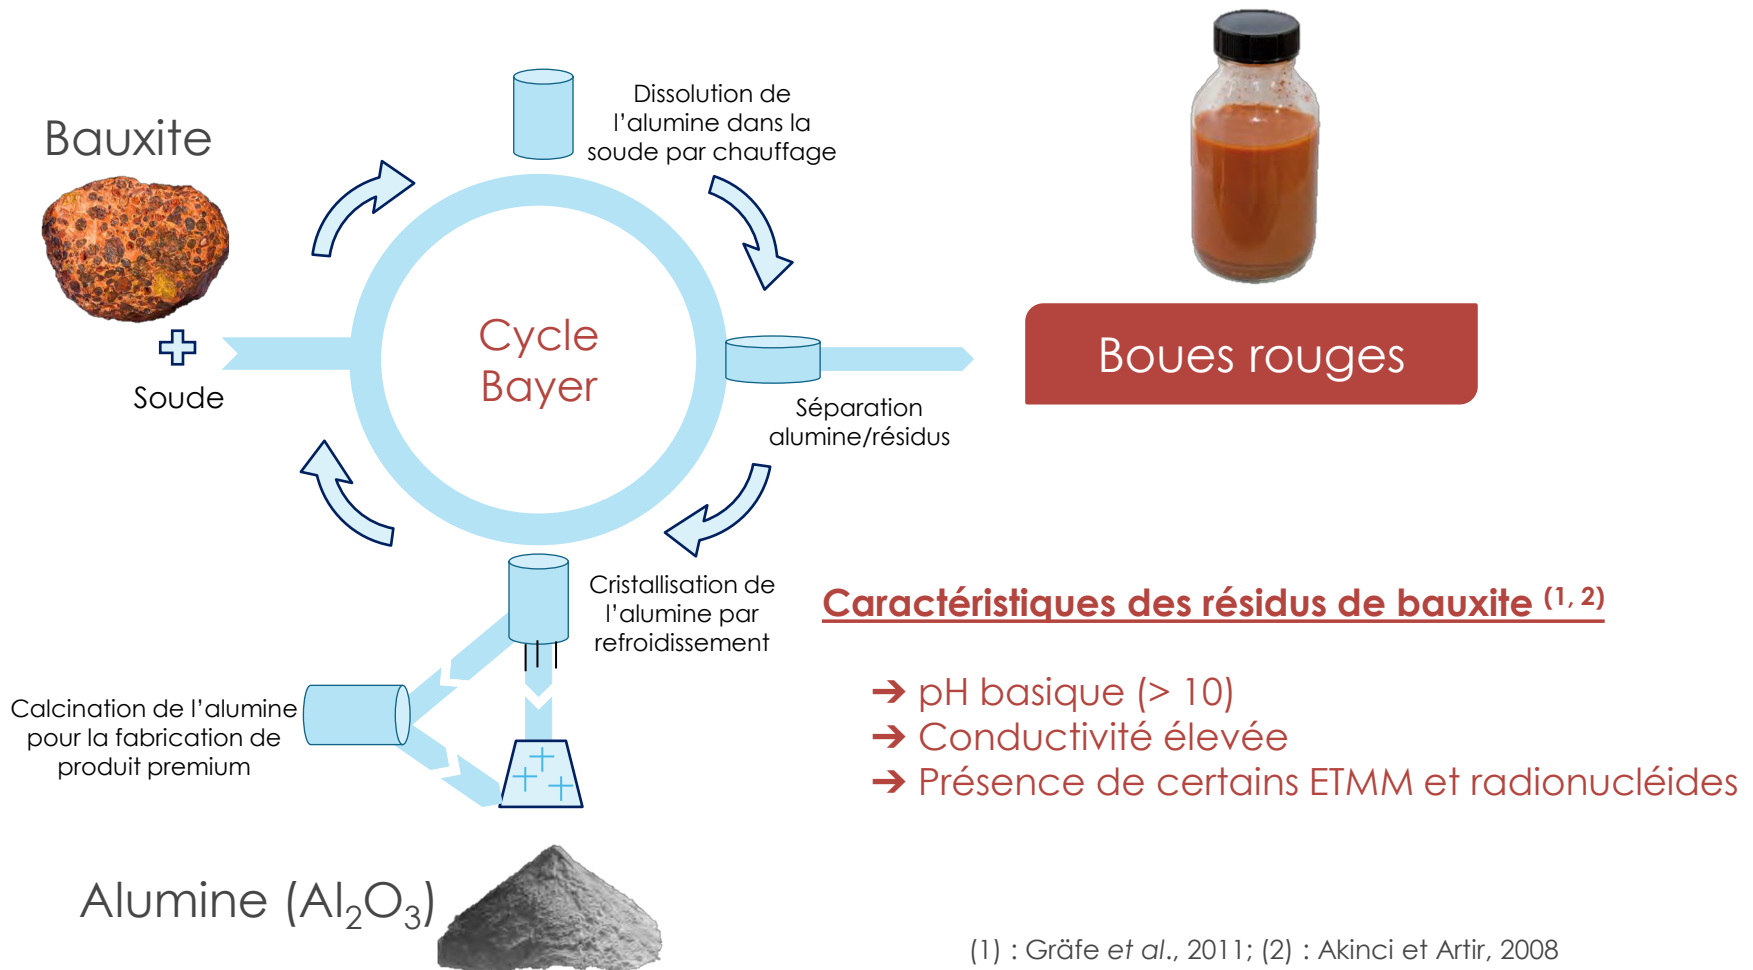 Bauxite
Soude
Dissolution de
l'alumine dans la
soude par chauffage
Cycle
Bayer
Séparation
alumine/résidus
Boues rouges
Cristallisation de
l'alumine par
refroidissement
Calcination de l'alumine
pour la fabrication de
produit premium
Alumine (Al₂O₃)
Caractéristiques des résidus de bauxite (1, 2)
➔ pH basique (> 10)
➔ Conductivité élevée
➔ Présence de certains ETMM et radionucléides
(1) : Gräfe et al., 2011; (2) : Akinci et Artir, 2008